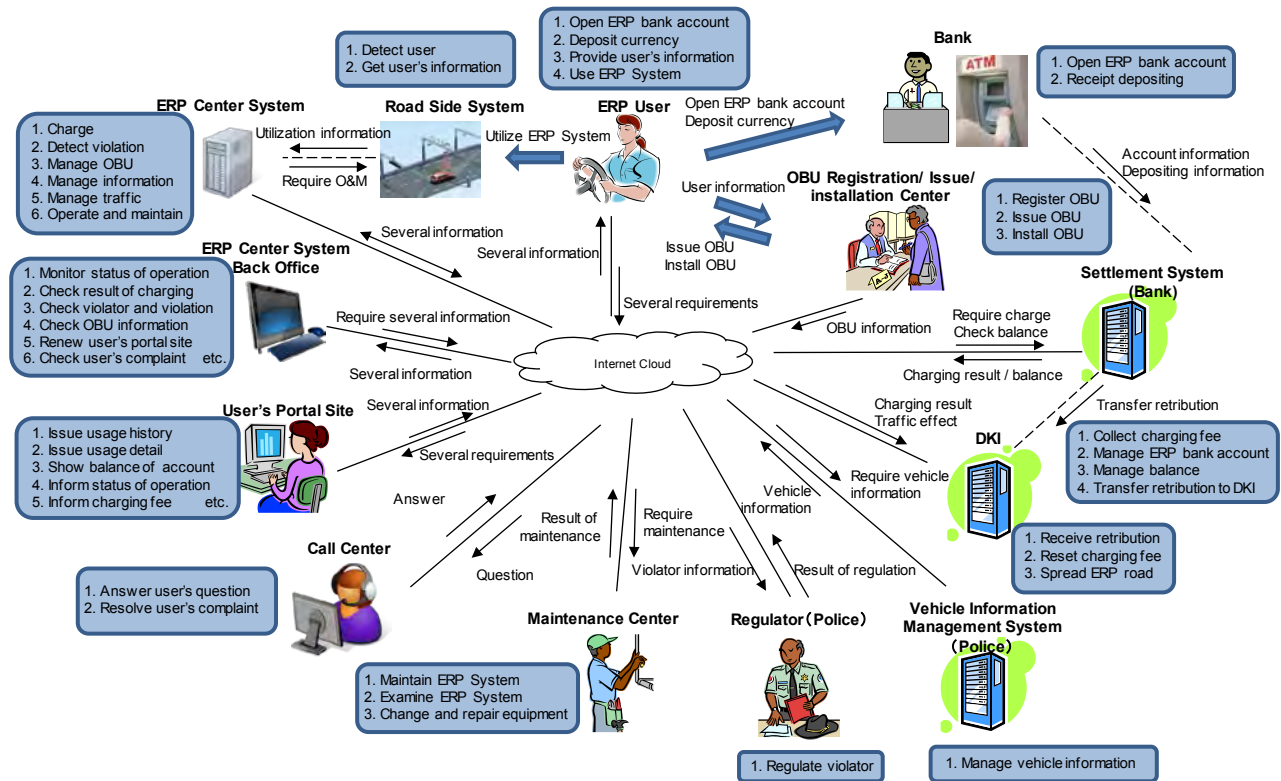 1. Open ERP bank account
2. Deposit currency
3. Provide user's information
4. Use ERP System
1. Detect user
2. Get user's information
Bank
ATM
1. Open ERP bank account
2. Receipt depositing
ERP Center System
Road Side System
ERP User
Open ERP bank account
Deposit currency
1. Charge
2. Detect violation
3. Manage OBU
4. Manage information
5. Manage traffic
6. Operate and maintain
Utilization information
Require O&M
Utilize ERP System
Account information
Depositing information
User information
OBU Registration/ Issue/
installation Center
1. Register OBU
2. Issue OBU
3. Install OBU
Issue OBU
Install OBU
Several information
Several information
ERP Center System
Back Office
1. Monitor status of operation
2. Check result of charging
3. Check violator and violation
4. Check OBU information
5. Renew user's portal site
6. Check user's complaint etc.
Settlement System
(Bank)
Several requirements
Require several information
OBU information
Require charge
Check balance
Internet Cloud
Several information
Charging result / balance
User's Portal Site
Several information
Charging result
Traffic effect
DKI
Transfer retribution
1. Issue usage history
2. Issue usage detail
3. Show balance of account
4. Inform status of operation
5. Inform charging fee etc.
1. Collect charging fee
2. Manage ERP bank account
3. Manage balance
4. Transfer retribution to DKI
Several requirements
Answer
Vehicle
information
Require vehicle
information
Result of
maintenance
Require
maintenance
1. Receive retribution
2. Reset charging fee
3. Spread ERP road
Call Center
Question
Violator information
Result of regulation
1. Answer user's question
2. Resolve user's complaint
Maintenance Center
Regulator(Police)
Vehicle Information
Management System
(Police)
1. Maintain ERP System
2. Examine ERP System
3. Change and repair equipment
1. Regulate violator
1. Manage vehicle information